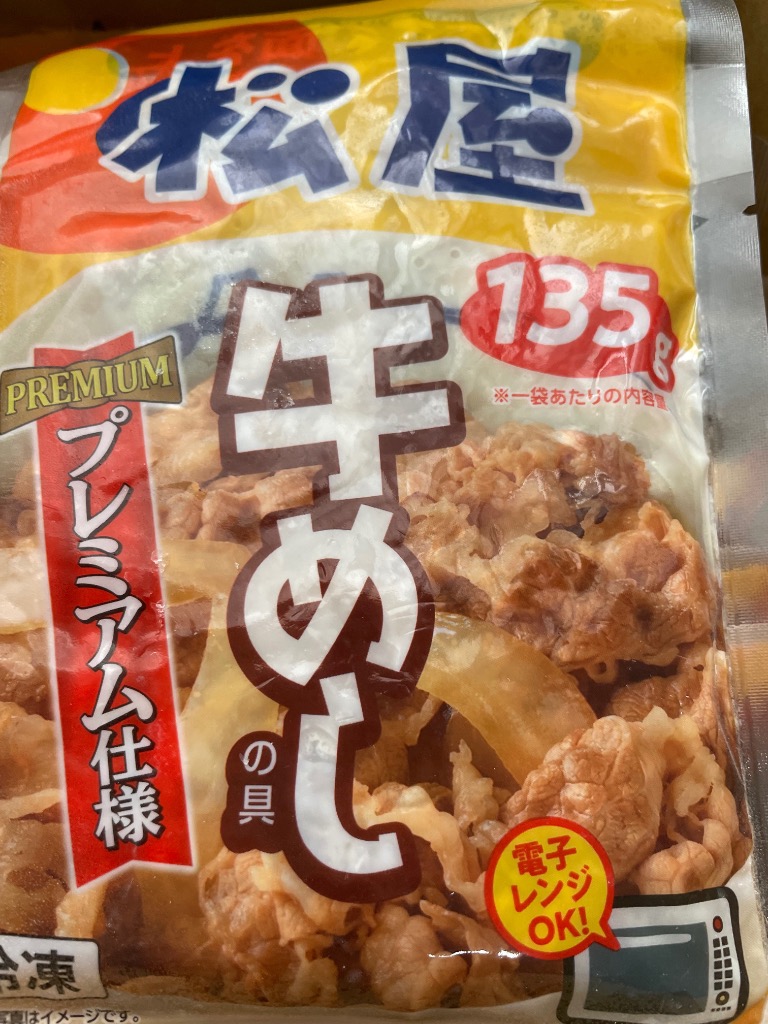 松屋
135g
※一袋あたりの内容量
PREMIUM
プレミアム仕様
牛めし
の具
電子
レンジ
OK!
冷凍
写真はイメージです。